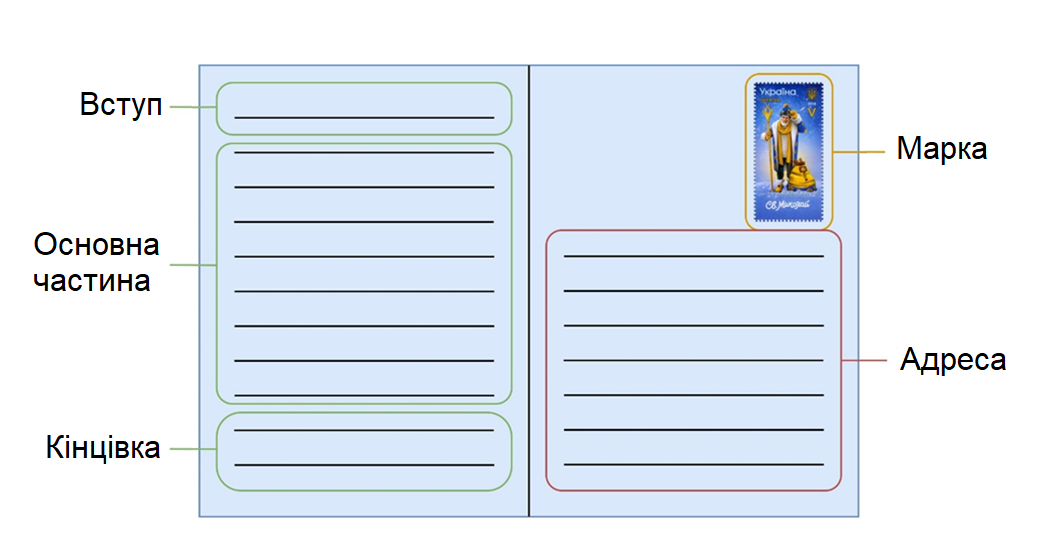 Вступ
Основна
частина
Кінцівка
Україна
Св. Миколай
Марка
Адреса